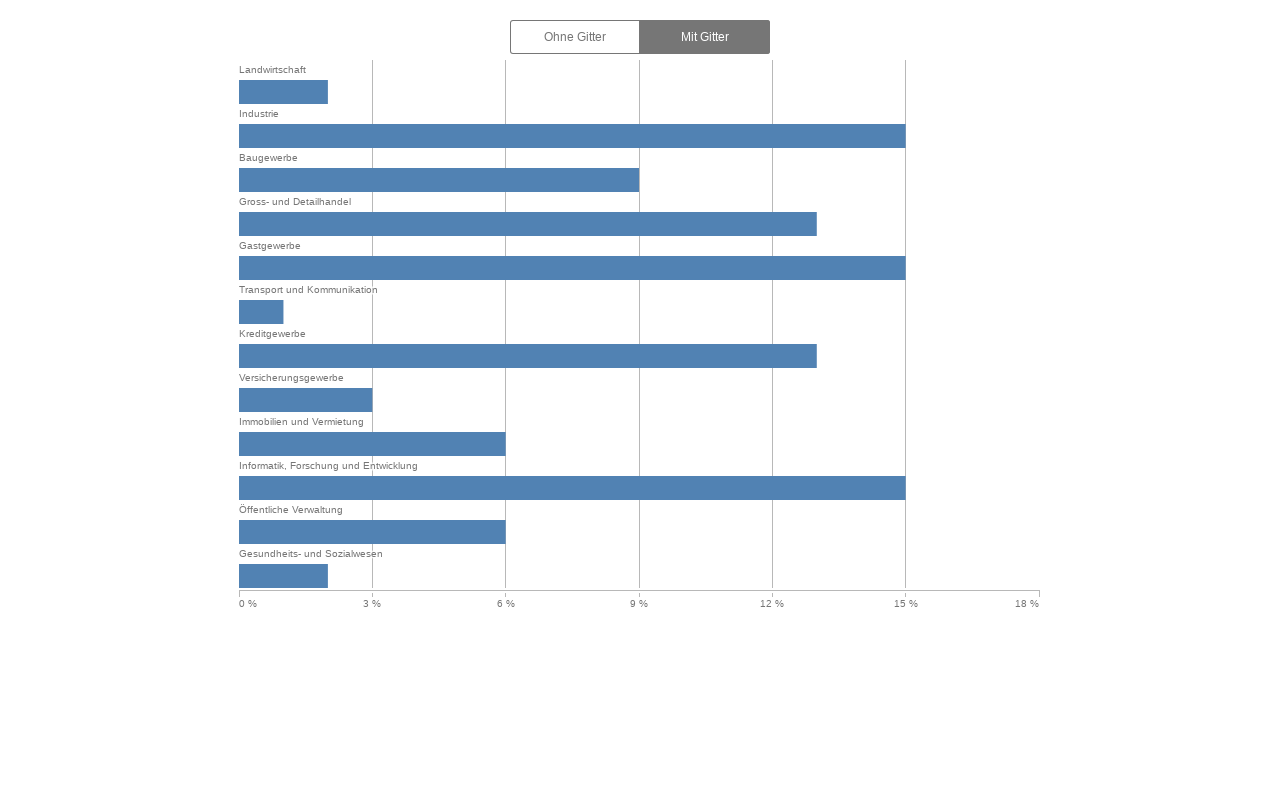 Ohne Gitter Mit Gitter
Landwirtschaft
Industrie
Baugewerbe
Gross- und Detailhandel
Gastgewerbe
Transport und Kommunikation
Kreditgewerbe
Versicherungsgewerbe
Immobilien und Vermietung
Informatik, Forschung und Entwicklung
Öffentliche Verwaltung
Gesundheits- und Sozialwesen
0 % 3 % 6 % 9 % 12 % 15 % 18 %